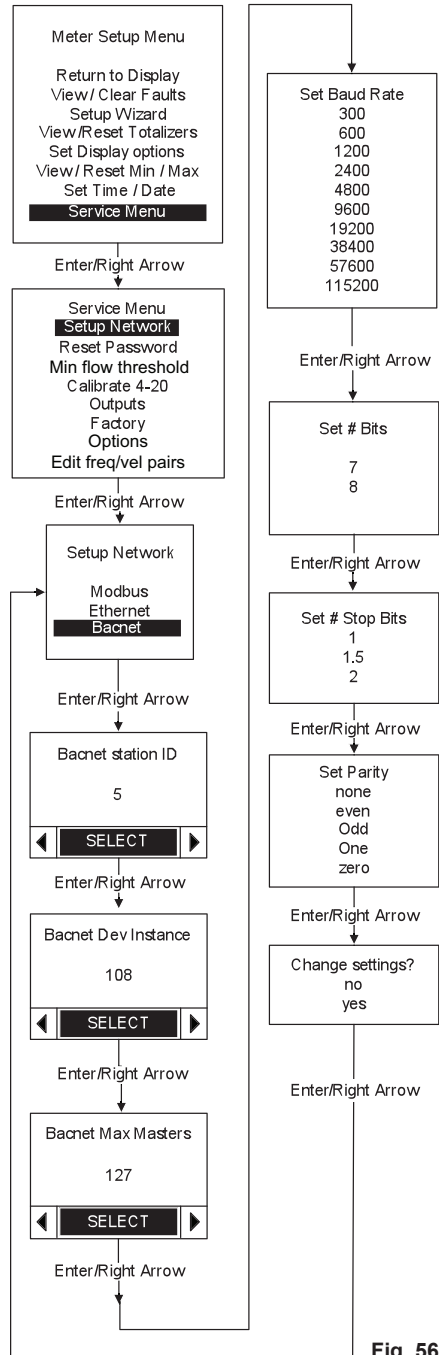 Meter Setup Menu
Return to Display
View / Clear Faults
Setup Wizard
View/Reset Totalizers
Set Display options
View / Reset Min / Max
Set Time / Date
Service Menu
Enter/Right Arrow
Service Menu
Setup Network
Reset Password
Min flow threshold
Calibrate 4-20
Outputs
Factory
Options
Edit freq/vel pairs
Enter/Right Arrow
Setup Network
Modbus
Ethernet
Bacnet
Enter/Right Arrow
Bacnet station ID
5
SELECT
Enter/Right Arrow
Bacnet Dev Instance
108
SELECT
Enter/Right Arrow
Bacnet Max Masters
127
SELECT
Enter/Right Arrow
Set Baud Rate
300
600
1200
2400
4800
9600
19200
38400
57600
115200
Enter/Right Arrow
Set # Bits
7
8
Enter/Right Arrow
Set # Stop Bits
1
1.5
2
Enter/Right Arrow
Set Parity
none
even
Odd
One
zero
Enter/Right Arrow
Change settings?
no
yes
Enter/Right Arrow
Fig. 56